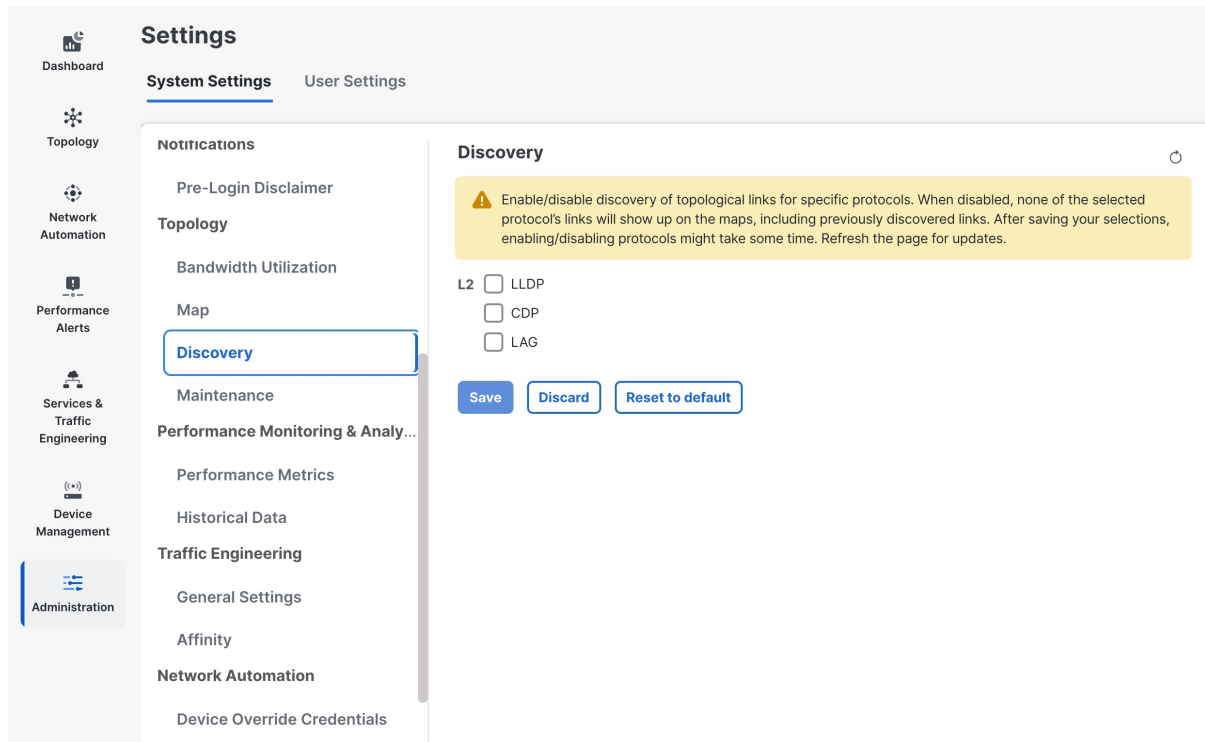 Settings
System Settings
User Settings
Dashboard
Topology
Network
Automation
Performance
Alerts
Services &
Traffic
Engineering
Device
Management
Administration
Notifications
Pre-Login Disclaimer
Topology
Bandwidth Utilization
Map
Discovery
Maintenance
Performance Monitoring & Analy...
Performance Metrics
Historical Data
Traffic Engineering
General Settings
Affinity
Network Automation
Device Override Credentials
Discovery
Enable/disable discovery of topological links for specific protocols. When disabled, none of the selected
protocol's links will show up on the maps, including previously discovered links. After saving your selections,
enabling/disabling protocols might take some time. Refresh the page for updates.
L2 LLDP
CDP
LAG
Save Discard Reset to default